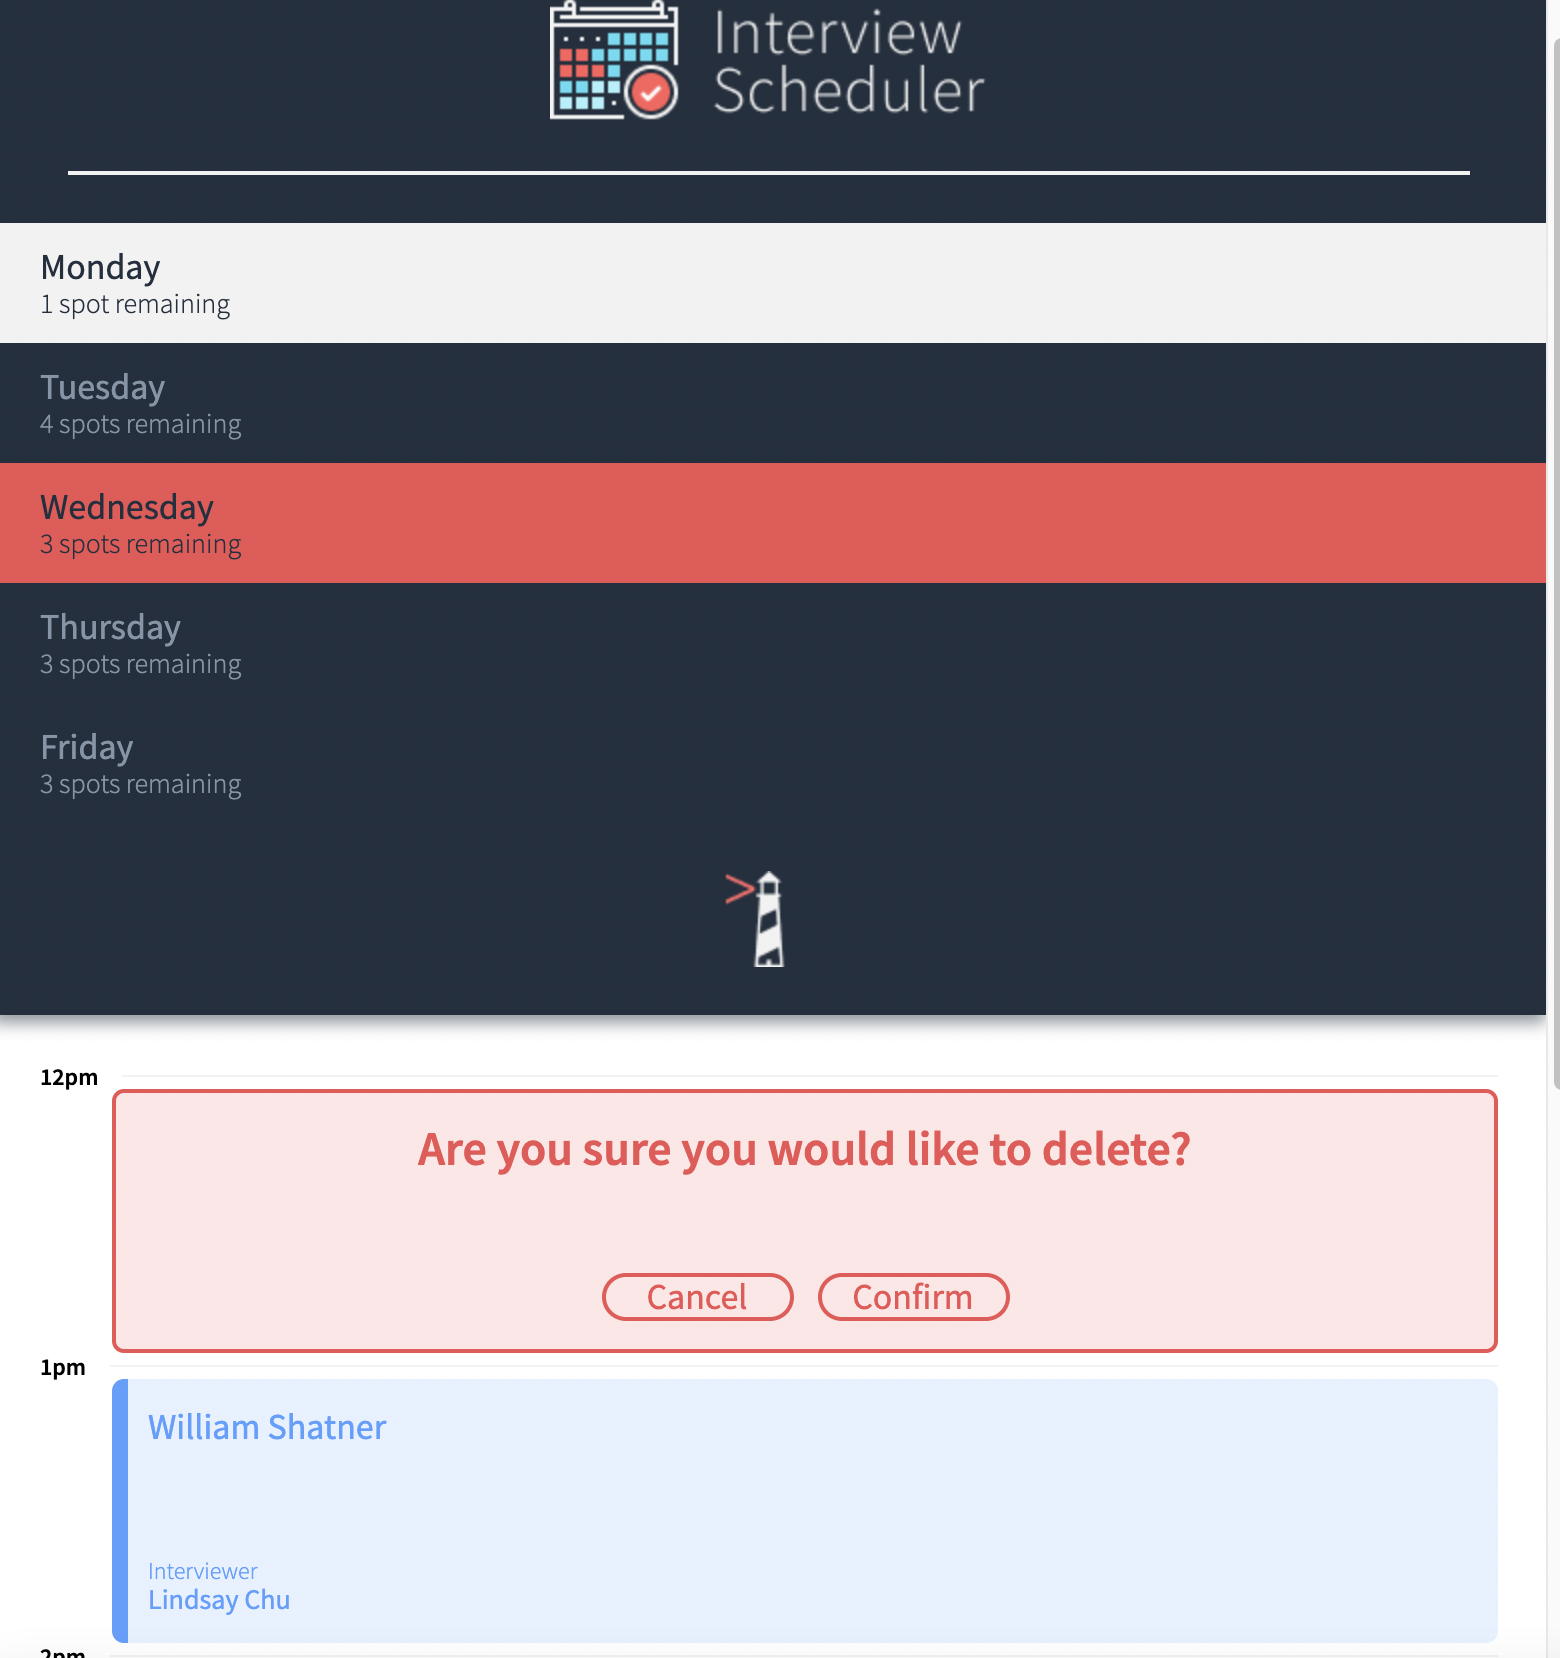 Interview
Scheduler
Monday
1 spot remaining
Tuesday
4 spots remaining
Wednesday
3 spots remaining
Thursday
3 spots remaining
Friday
3 spots remaining
12pm
Are you sure you would like to delete?
Cancel Confirm
1pm
William Shatner
Interviewer
Lindsay Chu
2pm